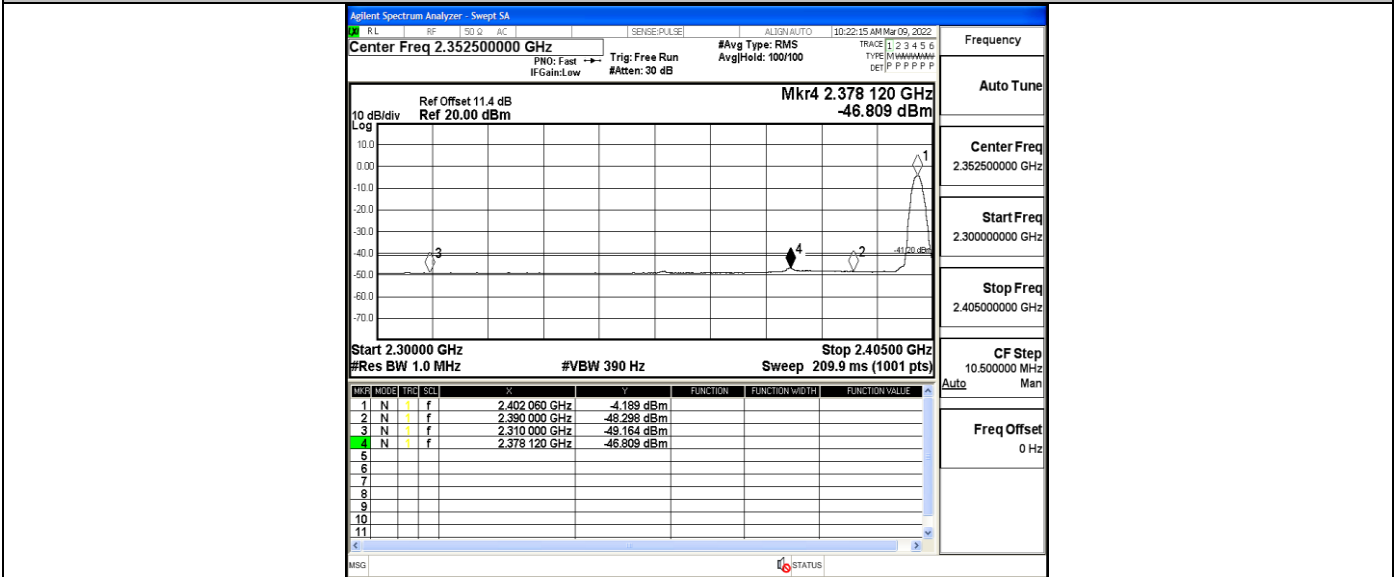 Agilent Spectrum Analyzer - Swept SA
RL RF 50 Ω AC SENSE:PULSE ALIGN AUTO 10:22:15 AM Mar 09, 2022
Center Freq 2.352500000 GHz
PNO: Fast
IFGain:Low
Trig: Free Run
#Atten: 30 dB
#Avg Type: RMS
Avg|Hold: 100/100
TRACE 1 2 3 4 5 6
TYPE MWWWWW
DET P P P P P P
Mkr4 2.378 120 GHz
-46.809 dBm
Ref Offset 11.4 dB
10 dB/div Ref 20.00 dBm
Log
10.0
0.00
-10.0
-20.0
-30.0
-40.0
-50.0
-60.0
-70.0
1
2
3
4
-41.20 dBm
Start 2.30000 GHz Stop 2.40500 GHz
#Res BW 1.0 MHz #VBW 390 Hz Sweep 209.9 ms (1001 pts)
MKR MODE TRC SCL X Y FUNCTION FUNCTION WIDTH FUNCTION VALUE
1 N 1 f 2.402 060 GHz -4.189 dBm
2 N 1 f 2.390 000 GHz -48.298 dBm
3 N 1 f 2.310 000 GHz -49.164 dBm
4 N 1 f 2.378 120 GHz -46.809 dBm
5
6
7
8
9
10
11
MSG STATUS
Frequency
Auto Tune
Center Freq
2.352500000 GHz
Start Freq
2.300000000 GHz
Stop Freq
2.405000000 GHz
CF Step
10.500000 MHz
Auto Man
Freq Offset
0 Hz